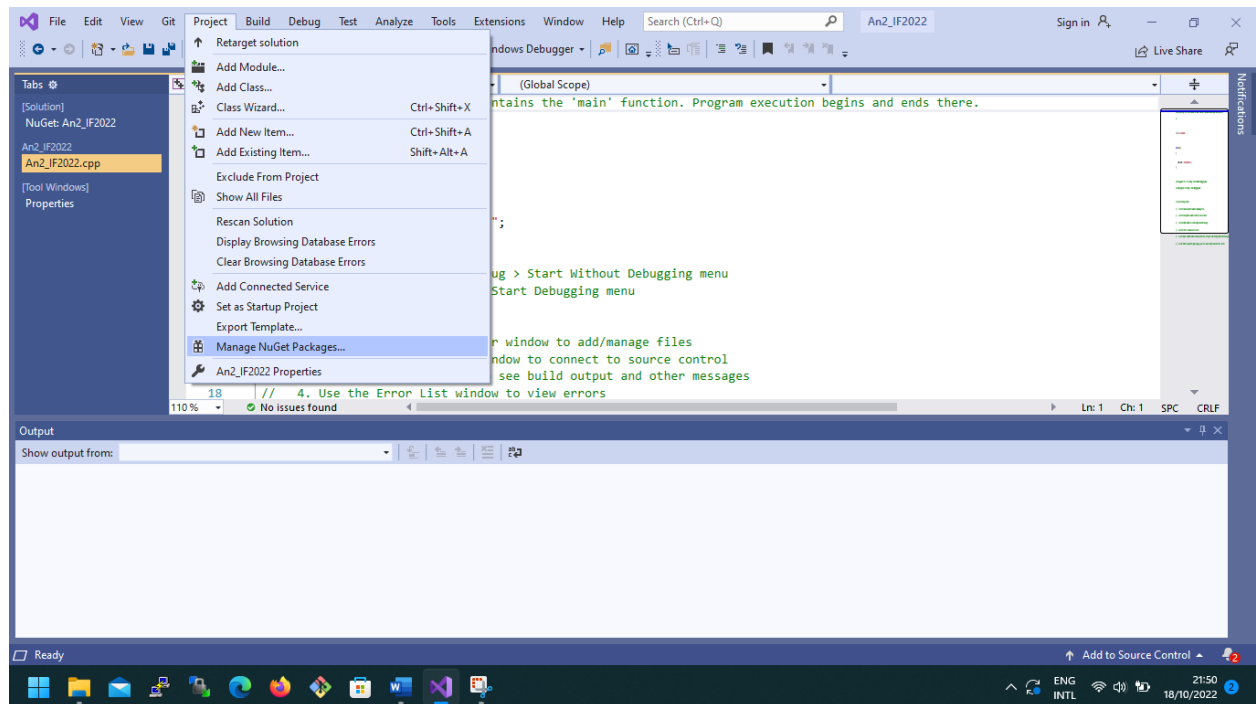 File Edit View Git Project Build Debug Test Analyze Tools Extensions Window Help Search (Ctrl+Q) An2_IF2022 Sign in
ndows Debugger Live Share
Retarget solution
Add Module...
Add Class...
Class Wizard... Ctrl+Shift+X
Add New Item... Ctrl+Shift+A
Add Existing Item... Shift+Alt+A
Exclude From Project
Show All Files
Rescan Solution
Display Browsing Database Errors
Clear Browsing Database Errors
Add Connected Service
Set as Startup Project
Export Template...
Manage NuGet Packages...
An2_IF2022 Properties
Tabs
[Solution]
NuGet: An2_IF2022
An2_IF2022
An2_IF2022.cpp
[Tool Windows]
Properties
(Global Scope)
ntains the 'main' function. Program execution begins and ends there.
";
ug > Start Without Debugging menu
Start Debugging menu
r window to add/manage files
ndow to connect to source control
see build output and other messages
18 // 4. Use the Error List window to view errors
110 % No issues found Ln: 1 Ch: 1 SPC CRLF
Notifications
Output
Show output from:
Ready Add to Source Control 2
ENG INTL 21:50 18/10/2022 2